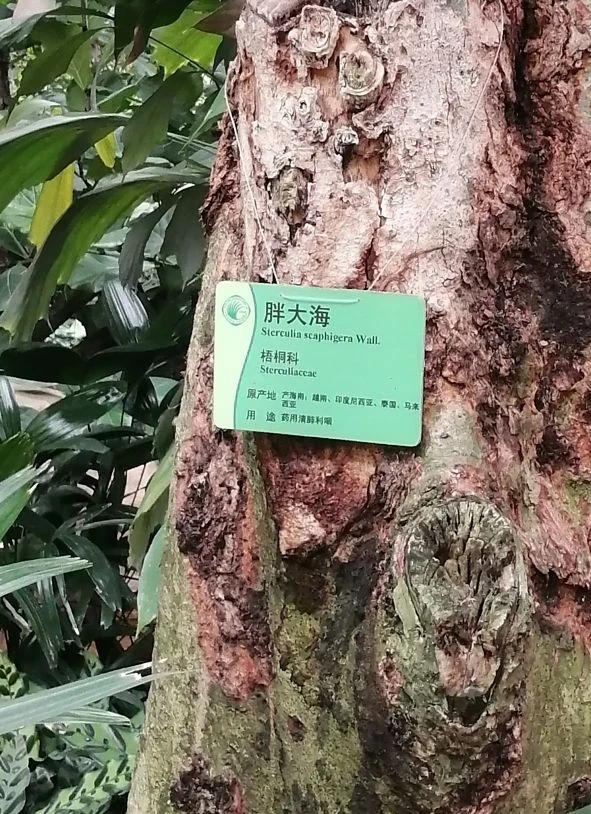 胖大海
Sterculia scaphigera Wall.
梧桐科
Sterculiaceae
原产地 产海南；越南、印度尼西亚、泰国、马来
西亚
用 途 药用清肺利咽